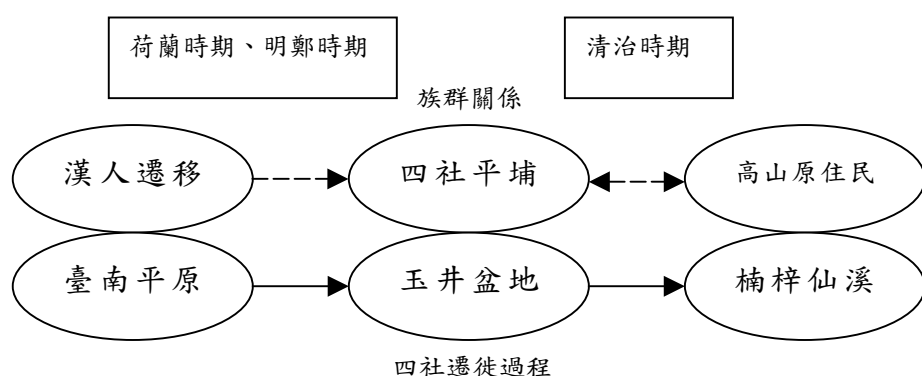 荷蘭時期、明鄭時期
清治時期
族群關係
漢人遷移
四社平埔
高山原住民
臺南平原
玉井盆地
楠梓仙溪
四社遷徙過程